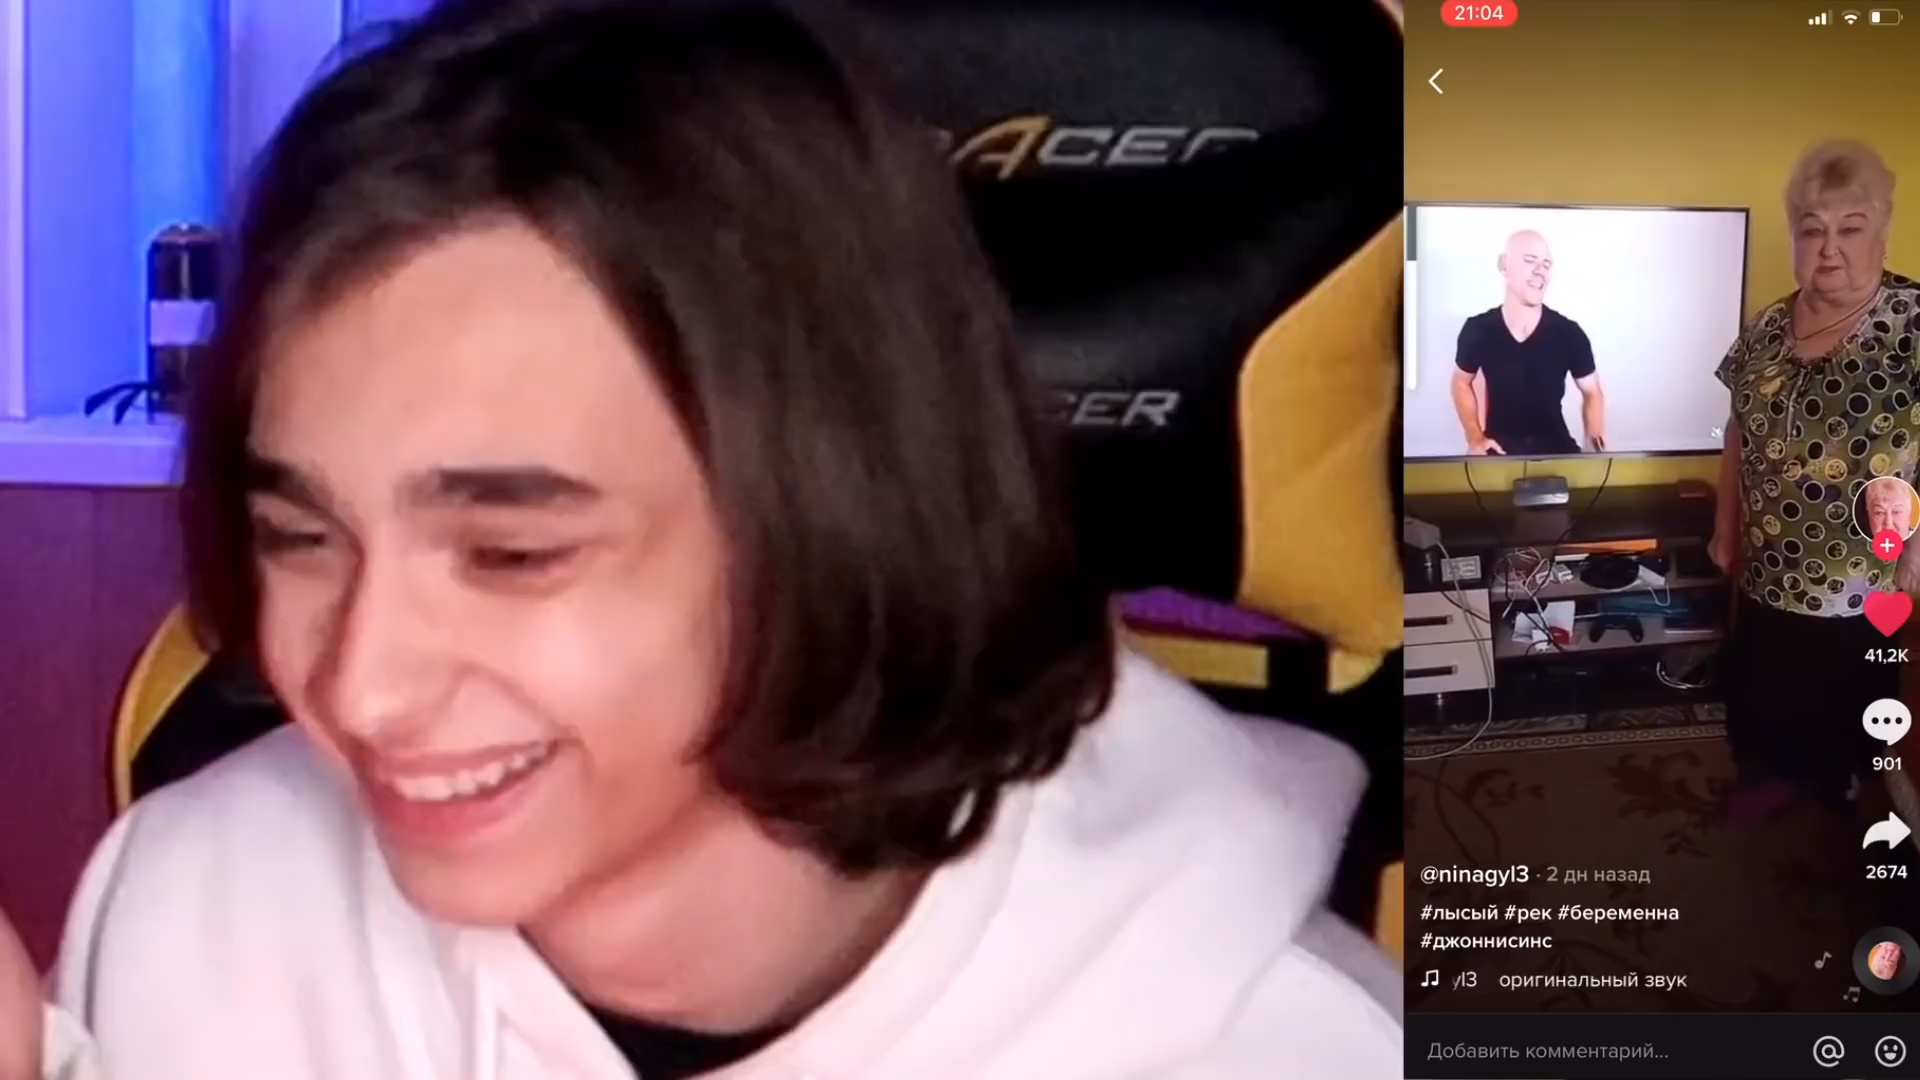 ACER
CER
21:04
41,2K
901
2674
@ninagyl3 · 2 дн назад
#лысый #рек #беременна
#джоннисинс
yl3 оригинальный звук
Добавить комментарий...